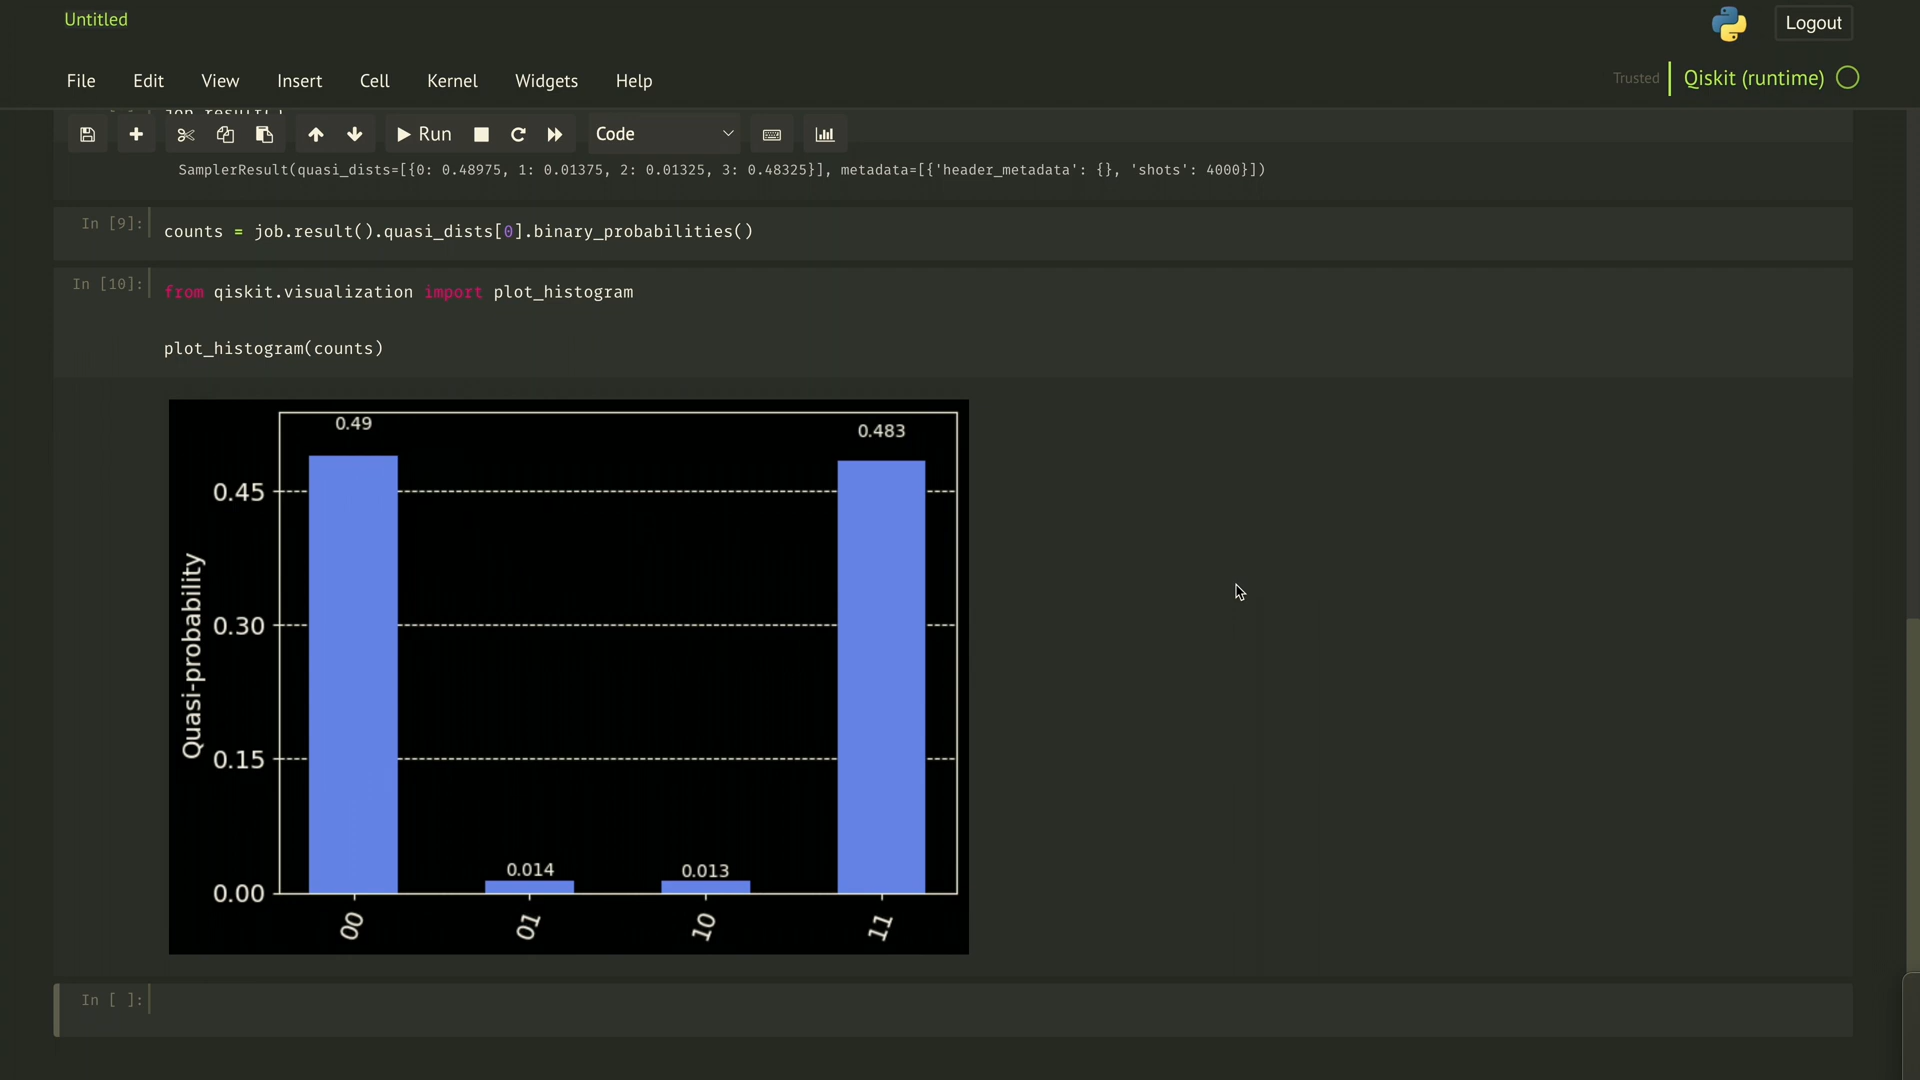 Untitled
Logout
File Edit View Insert Cell Kernel Widgets Help
Trusted Qiskit (runtime)
job.result()
Run Code
SamplerResult(quasi_dists=[{0: 0.48975, 1: 0.01375, 2: 0.01325, 3: 0.48325}], metadata=[{'header_metadata': {}, 'shots': 4000}])
In [9]: counts = job.result().quasi_dists[0].binary_probabilities()
In [10]: from qiskit.visualization import plot_histogram
plot_histogram(counts)
0.49
0.483
0.45
0.30
Quasi-probability
0.15
0.014
0.013
0.00
00 01 10 11
In [ ]: